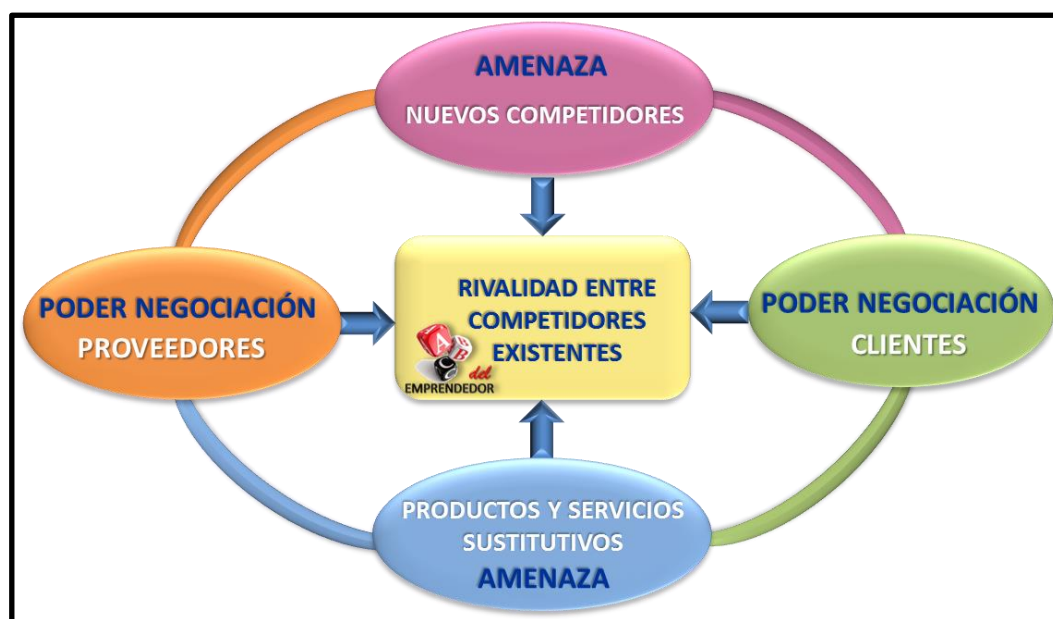 AMENAZA
NUEVOS COMPETIDORES
PODER NEGOCIACIÓN
PROVEEDORES
RIVALIDAD ENTRE
COMPETIDORES
EXISTENTES
A
B
C
del
EMPRENDEDOR
PODER NEGOCIACIÓN
CLIENTES
PRODUCTOS Y SERVICIOS
SUSTITUTIVOS
AMENAZA